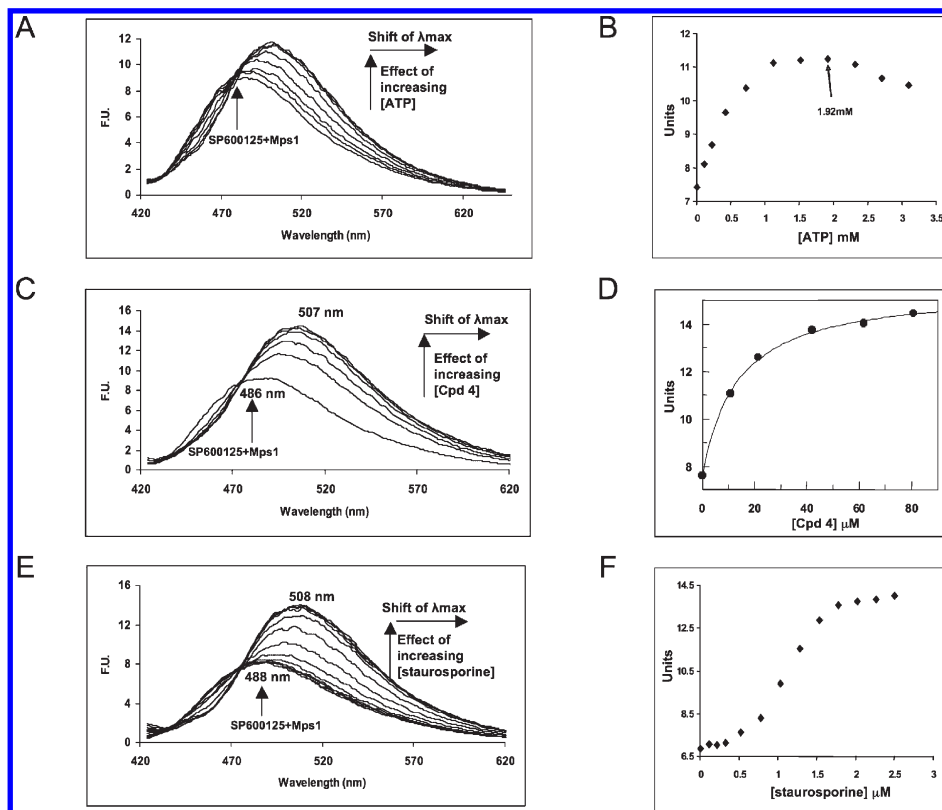 A
12
10
8
6
4
2
0
F.U.
420
470
520
570
620
Wavelength (nm)
SP600125+Mps1
Shift of λmax
Effect of
increasing
[ATP]
B
12
11
10
9
8
7
Units
1.92mM
0
0.5
1
1.5
2
2.5
3
3.5
[ATP] mM
C
16
14
12
10
8
6
4
2
0
F.U.
420
470
520
570
620
Wavelength (nm)
507 nm
486 nm
SP600125+Mps1
Shift of λmax
Effect of
increasing
[Cpd 4]
D
14
12
10
8
Units
0
20
40
60
80
[Cpd 4] μM
E
16
12
8
4
0
F.U.
420
470
520
570
620
Wavelength (nm)
508 nm
488 nm
SP600125+Mps1
Shift of λmax
Effect of
increasing
[staurosporine]
F
14.5
12.5
10.5
8.5
6.5
Units
0
0.5
1
1.5
2
2.5
3
[staurosporine] μM